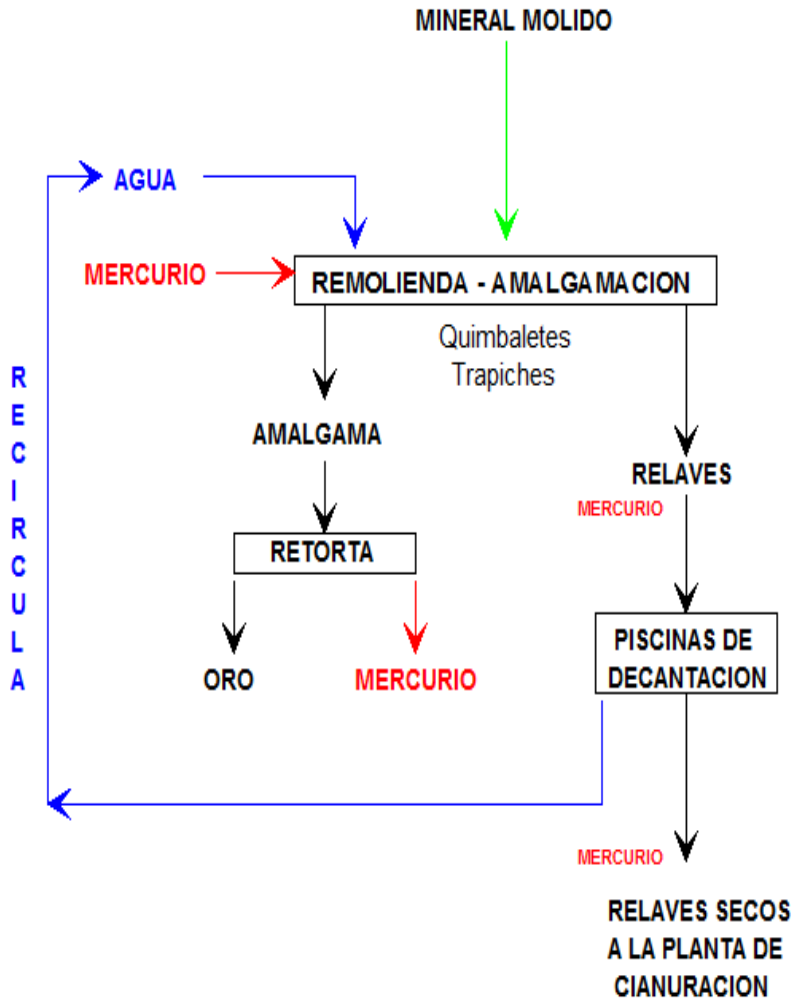 MINERAL MOLIDO
AGUA
MERCURIO
REMOLIENDA - AMALGAMACION
Quimbaletes
Trapiches
RECIRCULA
AMALGAMA
RELAVES
MERCURIO
RETORTA
PISCINAS DE
DECANTACION
ORO
MERCURIO
MERCURIO
RELAVES SECOS
A LA PLANTA DE
CIANURACION